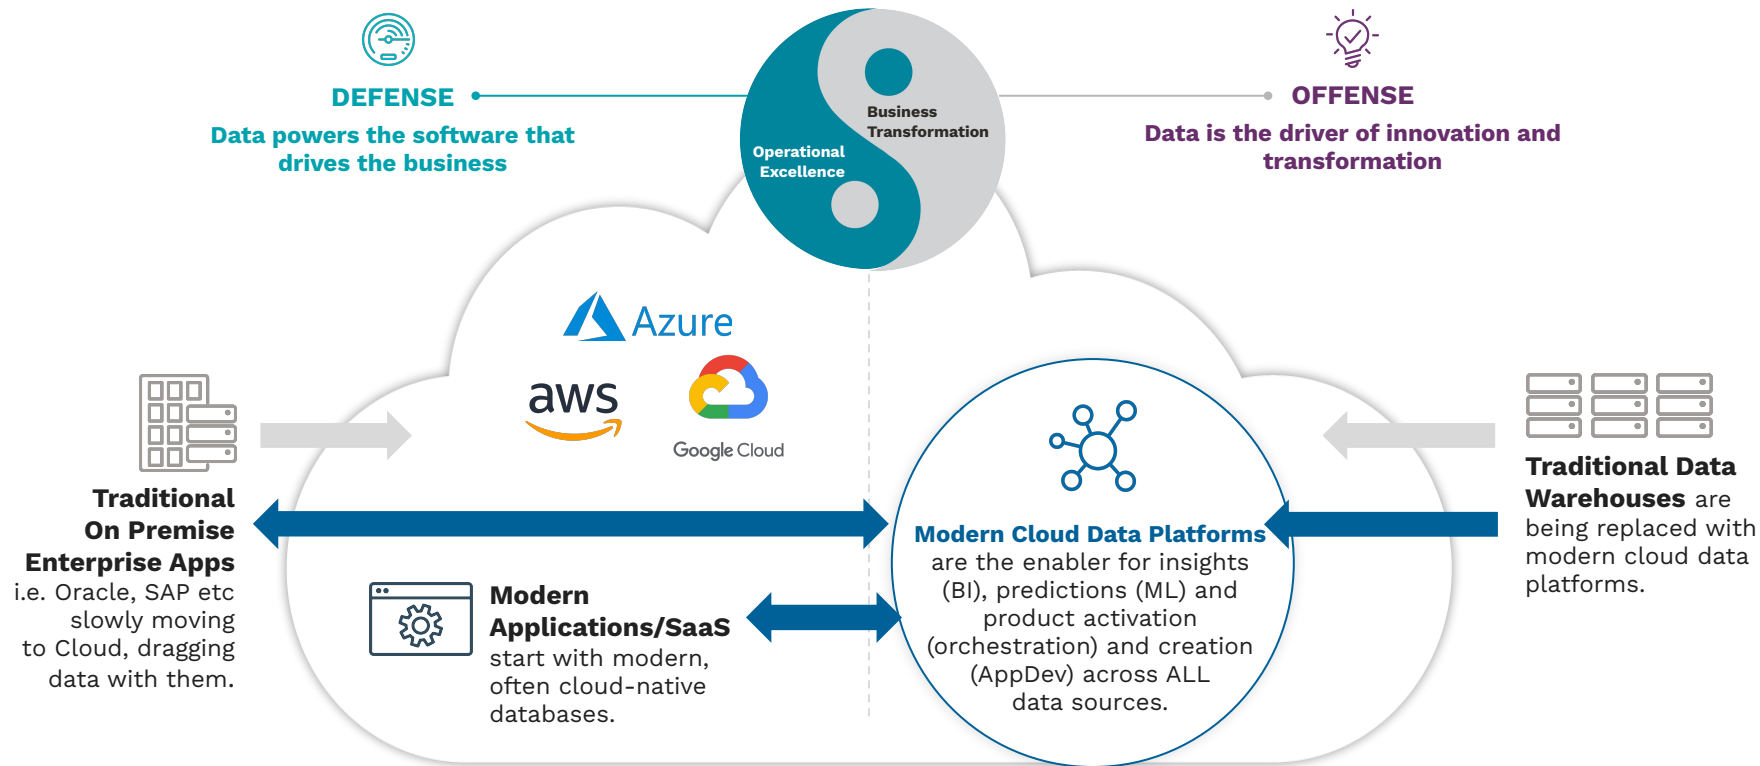 DEFENSE
Data powers the software that
drives the business
Business
Transformation
Operational
Excellence
OFFENSE
Data is the driver of innovation and
transformation
Azure
aws
Google Cloud
Traditional
On Premise
Enterprise Apps
i.e. Oracle, SAP etc
slowly moving
to Cloud, dragging
data with them.
Modern
Applications/SaaS
start with modern,
often cloud-native
databases.
Modern Cloud Data Platforms
are the enabler for insights
(BI), predictions (ML) and
product activation
(orchestration) and creation
(AppDev) across ALL
data sources.
Traditional Data
Warehouses are
being replaced with
modern cloud data
platforms.